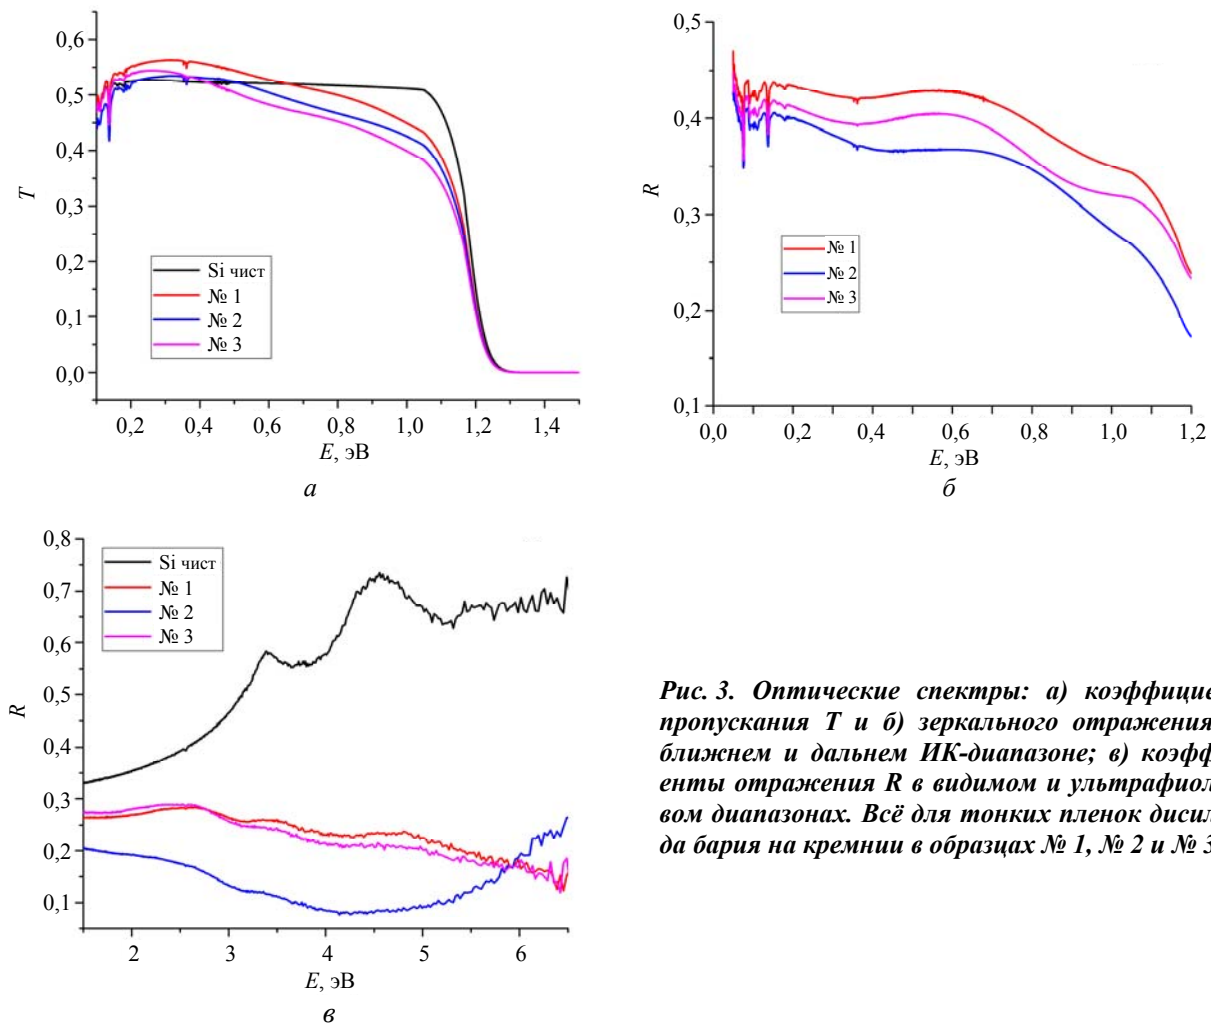 0,6
0,5
0,4
0,3
0,2
0,1
0,0
T
Si чист
№ 1
№ 2
№ 3
0,2 0,4 0,6 0,8 1,0 1,2 1,4
E, эВ
а
0,5
0,4
0,3
0,2
0,1
R
№ 1
№ 2
№ 3
0,0 0,2 0,4 0,6 0,8 1,0 1,2
E, эВ
б
0,8
0,7
0,6
0,5
0,4
0,3
0,2
0,1
R
Si чист
№ 1
№ 2
№ 3
2 3 4 5 6
E, эВ
в
Рис. 3. Оптические спектры: а) коэффицие
пропускания T и б) зеркального отражения
ближнем и дальнем ИК-диапазоне; в) коэфф
енты отражения R в видимом и ультрафиол
вом диапазонах. Всё для тонких пленок дисил
да бария на кремнии в образцах № 1, № 2 и № 3